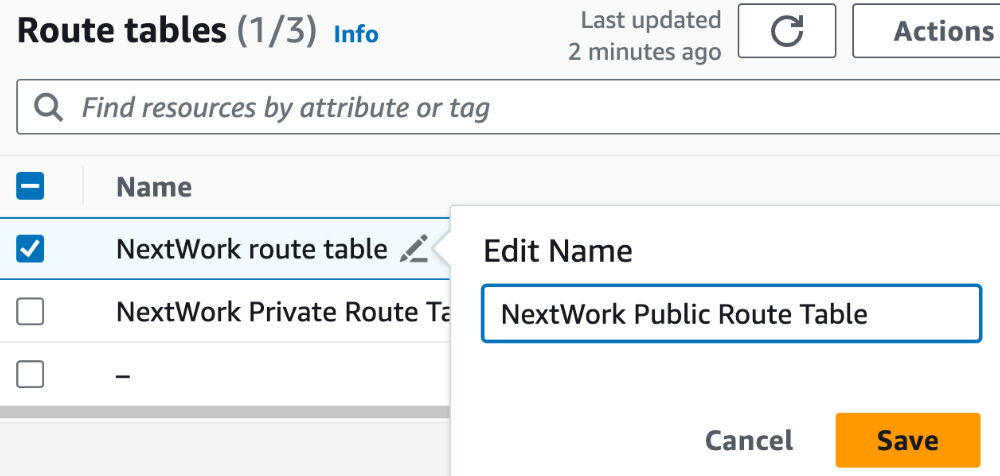 Route tables (1/3) Info
Last updated
2 minutes ago
Actions
Find resources by attribute or tag
Name
NextWork route table
Edit Name
NextWork Public Route Table
NextWork Private Route Ta
–
Cancel
Save